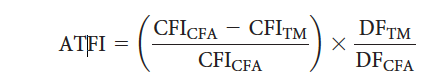 ATFI = ( (CFI_CFA − CFI_TM) / CFI_CFA ) × DF_TM / DF_CFA